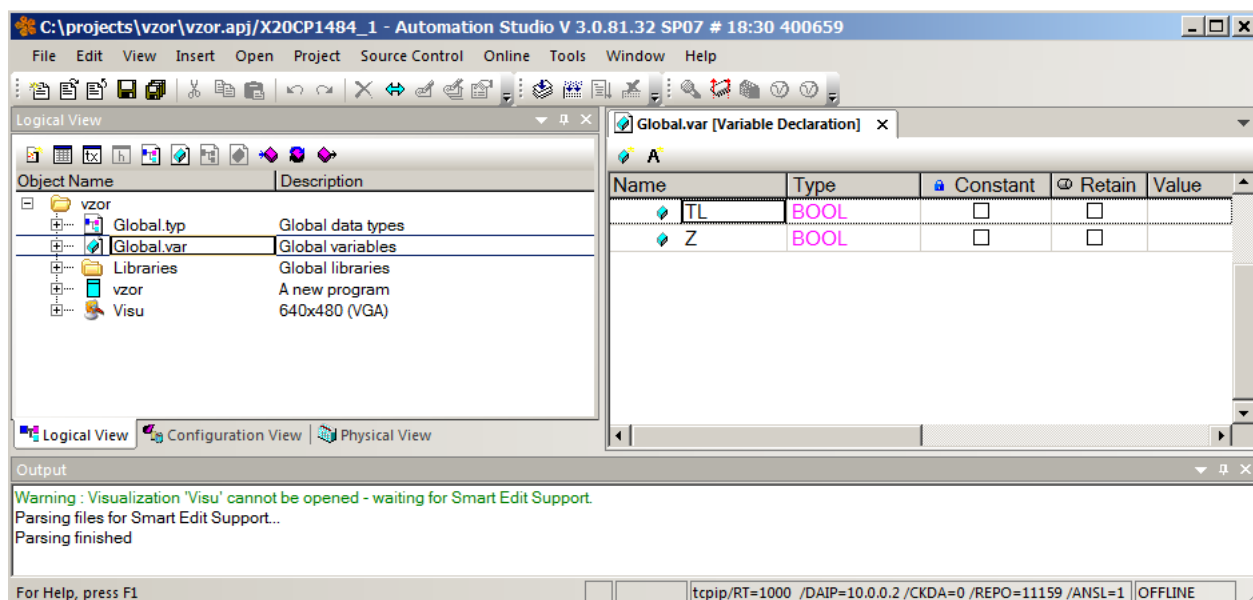 C:\projects\vzor\vzor.apj/X20CP1484_1 - Automation Studio V 3.0.81.32 SP07 # 18:30 400659
File Edit View Insert Open Project Source Control Online Tools Window Help
Logical View
Object Name Description
vzor
Global.typ Global data types
Global.var Global variables
Libraries Global libraries
vzor A new program
Visu 640x480 (VGA)
Logical View Configuration View Physical View
Global.var [Variable Declaration]
Name Type Constant Retain Value
TL BOOL
Z BOOL
Output
Warning : Visualization 'Visu' cannot be opened - waiting for Smart Edit Support.
Parsing files for Smart Edit Support...
Parsing finished
For Help, press F1
tcpip/RT=1000 /DAIP=10.0.0.2 /CKDA=0 /REPO=11159 /ANSL=1 OFFLINE